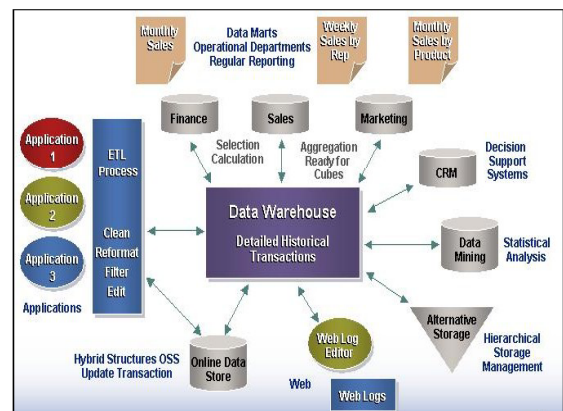 Monthly
Sales
Data Marts
Operational Departments
Regular Reporting
Weekly
Sales by
Rep
Monthly
Sales by
Product
Finance
Sales
Marketing
Selection
Calculation
Aggregation
Ready for
Cubes
Application
1
Application
2
Application
3
Applications
ETL
Process
Clean
Reformat
Filter
Edit
Data Warehouse
Detailed Historical
Transactions
CRM
Decision
Support
Systems
Data
Mining
Statistical
Analysis
Alternative
Storage
Hierarchical
Storage
Management
Hybrid Structures OSS
Update Transaction
Online Data
Store
Web Log
Editor
Web
Web Logs